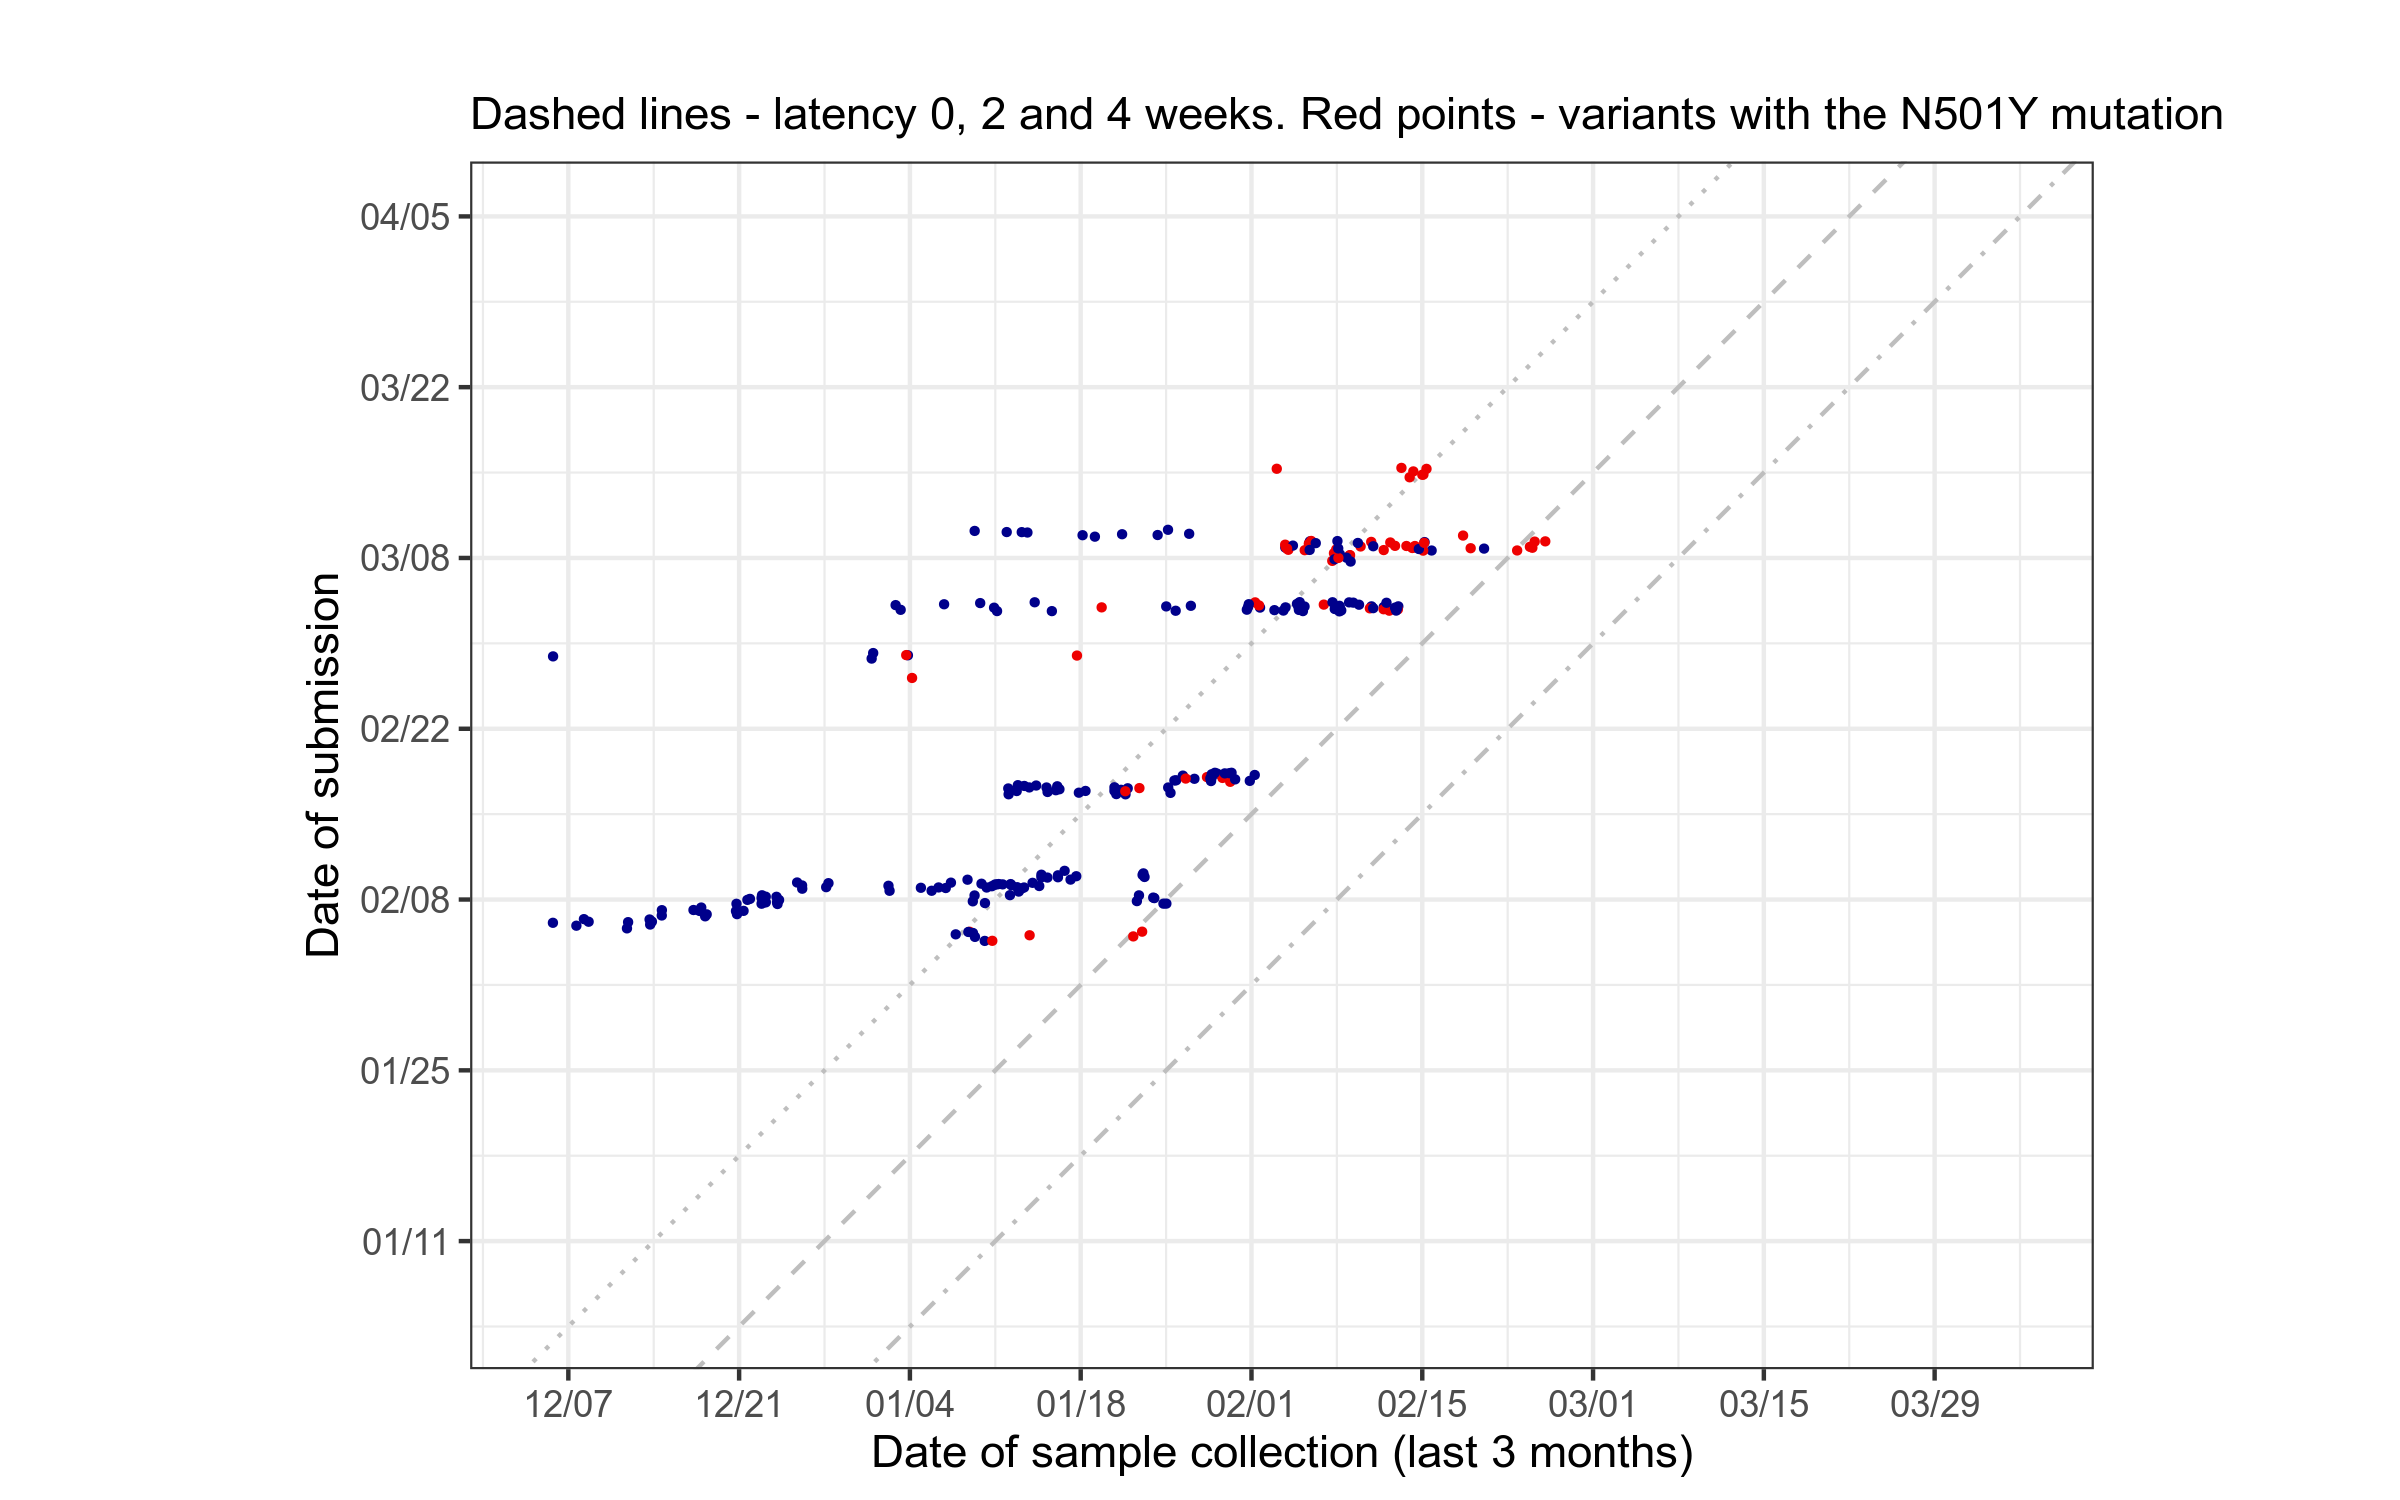 Dashed lines - latency 0, 2 and 4 weeks. Red points - variants with the N501Y mutation
Date of submission
04/05
03/22
03/08
02/22
02/08
01/25
01/11
12/07 12/21 01/04 01/18 02/01 02/15 03/01 03/15 03/29
Date of sample collection (last 3 months)